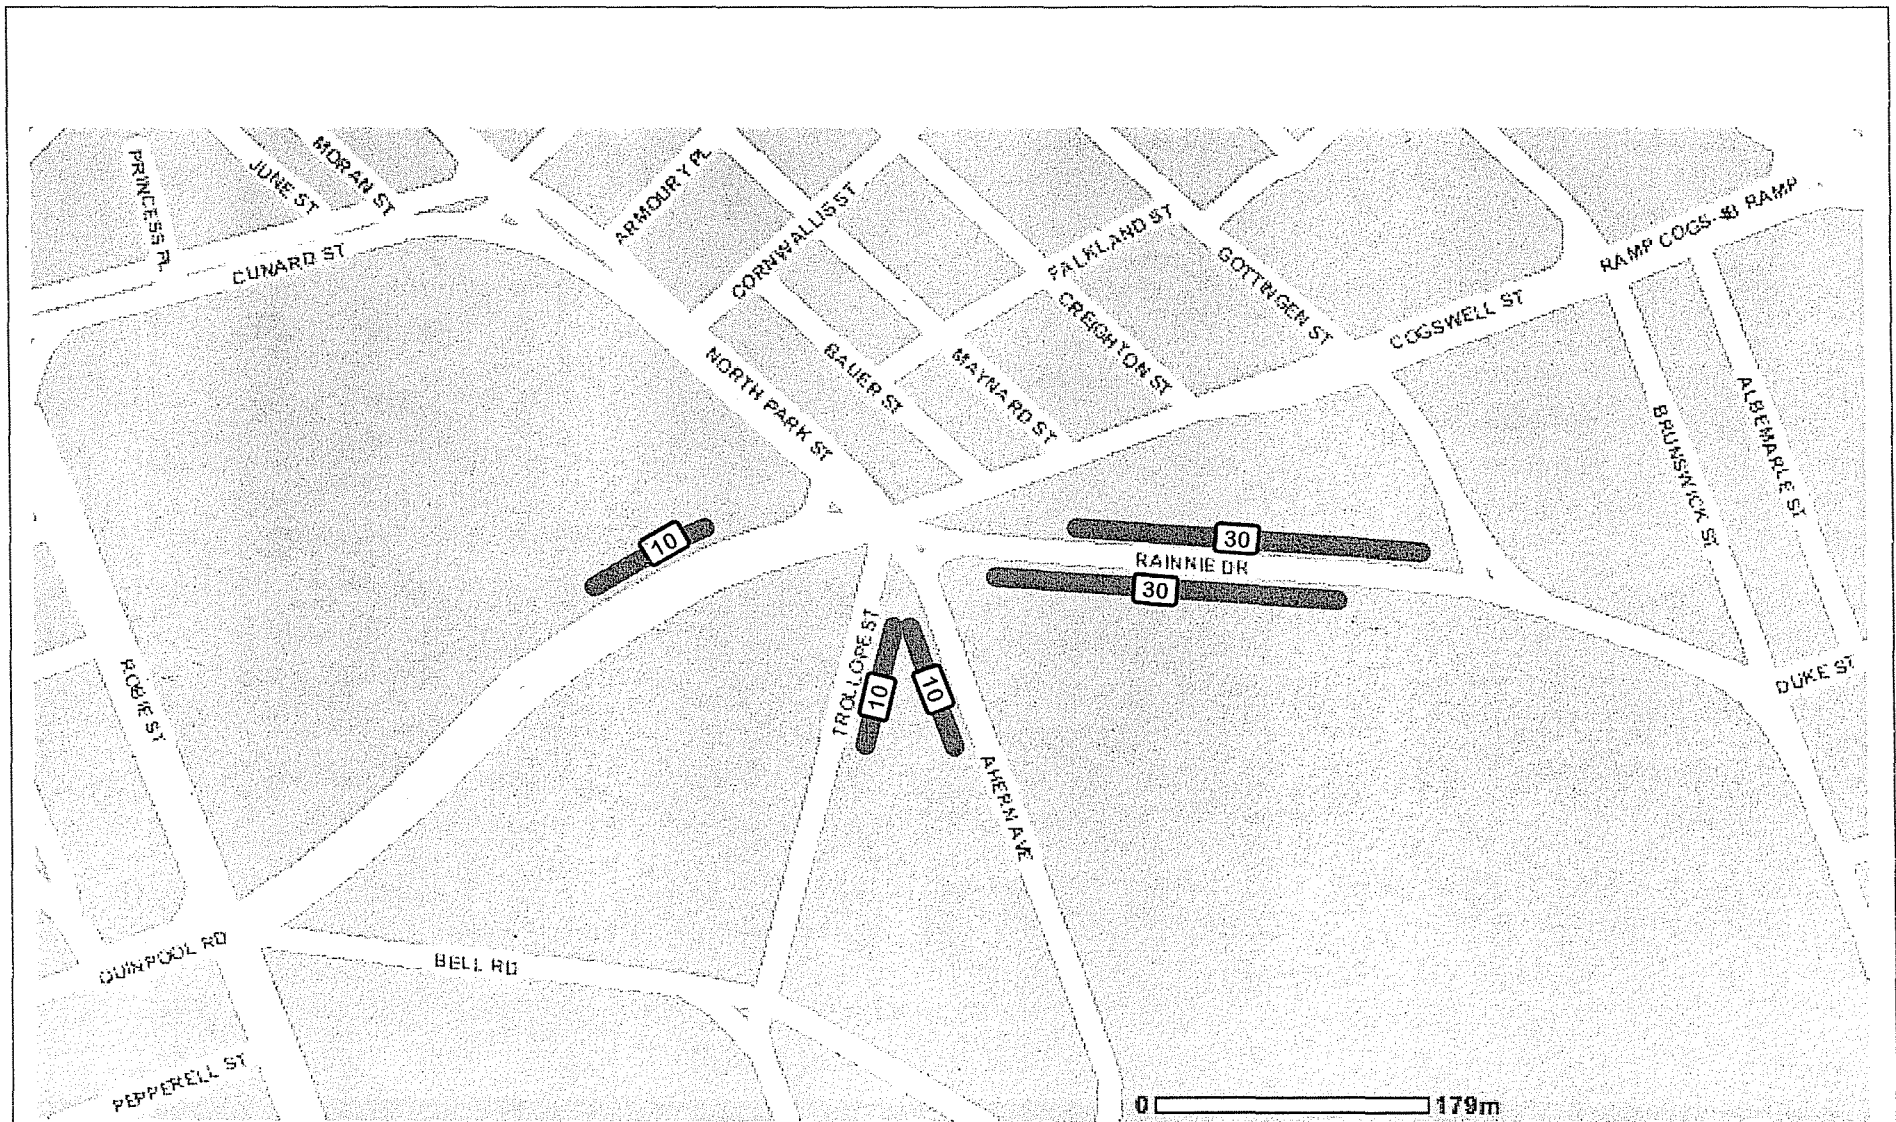 PRINCESS PL
JUNE ST
MORAN ST
CUNARD ST
ARMOURY PL
CORNWALLIS ST
FALKLAND ST
GOTTINGEN ST
CREIGHTON ST
RAMP COGS-#3 RAMP
COGSWELL ST
NORTH PARK ST
BAUER ST
MAYNARD ST
ALBEMARLE ST
BRUNSWICK ST
10
30
RAINNIE DR
30
TROLLOPE ST
10
10
ROBIE ST
DUKE ST
AHERN AVE
QUINPOOL RD
BELL RD
PEPPERELL ST
0 179m